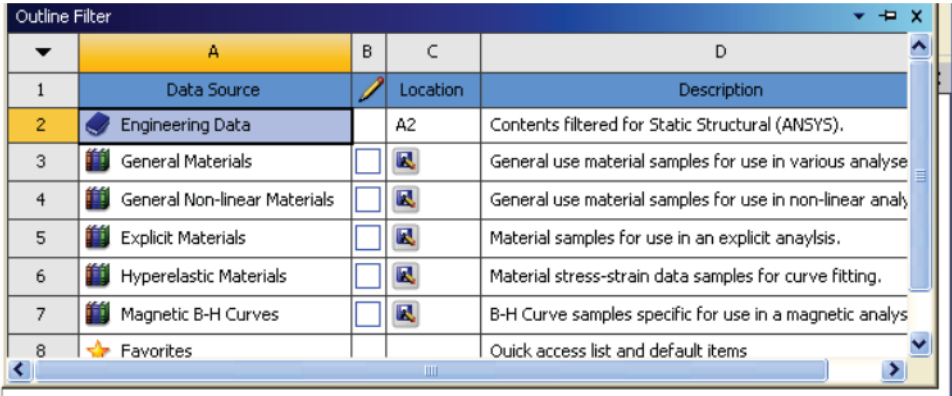 Outline Filter
A B C D
1 Data Source Location Description
2 Engineering Data A2 Contents filtered for Static Structural (ANSYS).
3 General Materials General use material samples for use in various analyse
4 General Non-linear Materials General use material samples for use in non-linear analy
5 Explicit Materials Material samples for use in an explicit anaylsis.
6 Hyperelastic Materials Material stress-strain data samples for curve fitting.
7 Magnetic B-H Curves B-H Curve samples specific for use in a magnetic analys
8 Favorites Quick access list and default items